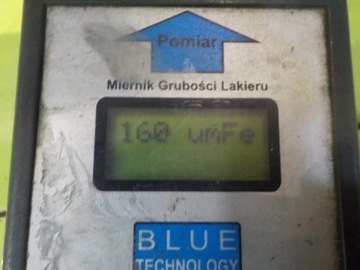 Pomiar
Miernik Grubości Lakieru
160 umFe
BLUE
TECHNOLOGY